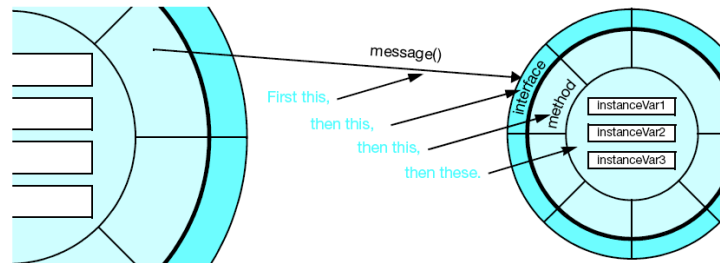 message()
First this,
then this,
then this,
then these.
interface
method
instanceVar1
instanceVar2
instanceVar3